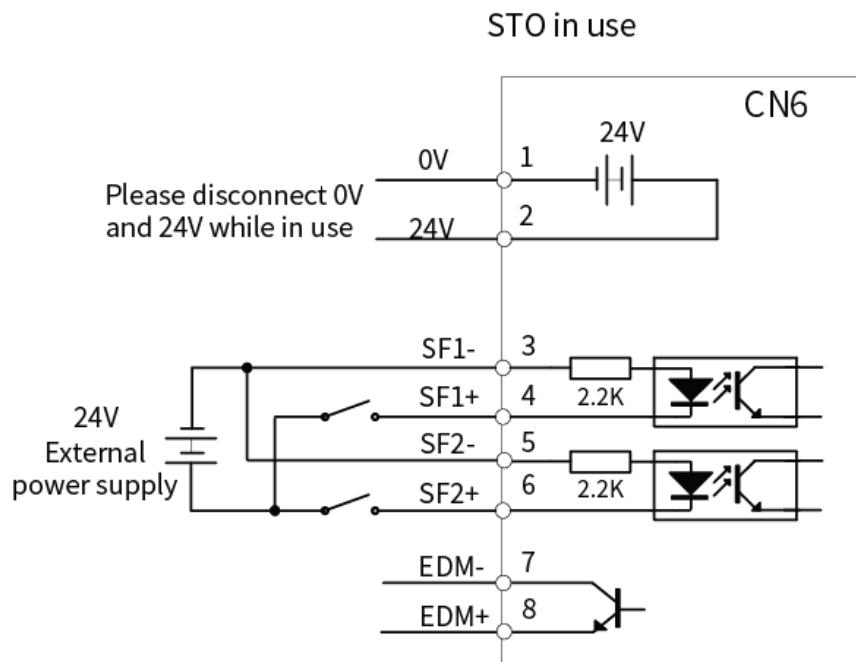 STO in use
CN6
24V
0V
1
Please disconnect 0V
and 24V while in use
24V
2
SF1-
3
2.2K
SF1+
4
24V
External
power supply
SF2-
5
2.2K
SF2+
6
EDM-
7
EDM+
8